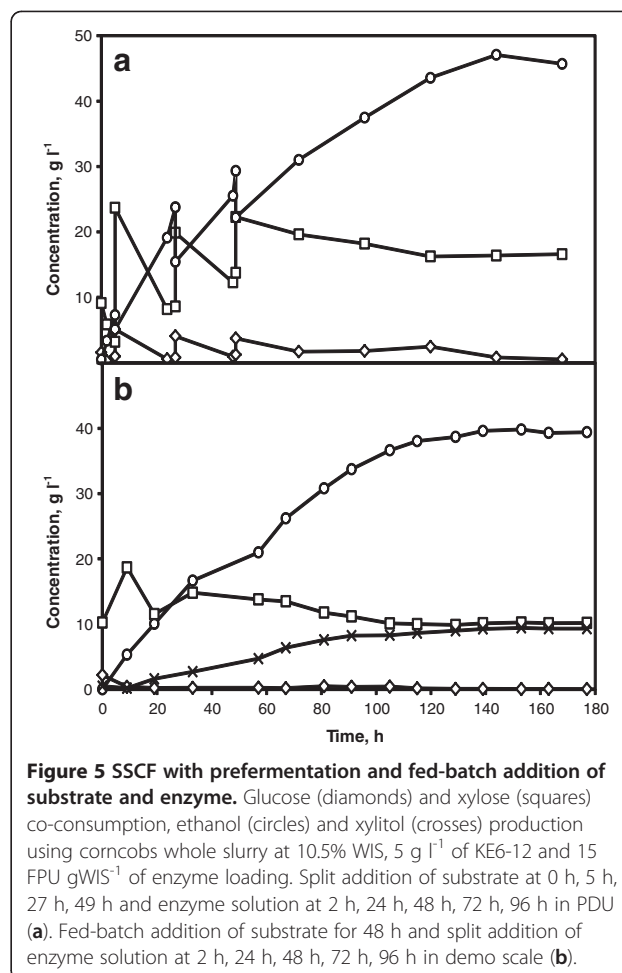 a
Concentration, g l⁻¹
50
40
30
20
10
b
Concentration, g l⁻¹
40
30
20
10
0
0 20 40 60 80 100 120 140 160 180
Time, h
Figure 5 SSCF with prefermentation and fed-batch addition of
substrate and enzyme. Glucose (diamonds) and xylose (squares)
co-consumption, ethanol (circles) and xylitol (crosses) production
using corncobs whole slurry at 10.5% WIS, 5 g l⁻¹ of KE6-12 and 15
FPU gWIS⁻¹ of enzyme loading. Split addition of substrate at 0 h, 5 h,
27 h, 49 h and enzyme solution at 2 h, 24 h, 48 h, 72 h, 96 h in PDU
(a). Fed-batch addition of substrate for 48 h and split addition of
enzyme solution at 2 h, 24 h, 48 h, 72 h, 96 h in demo scale (b).